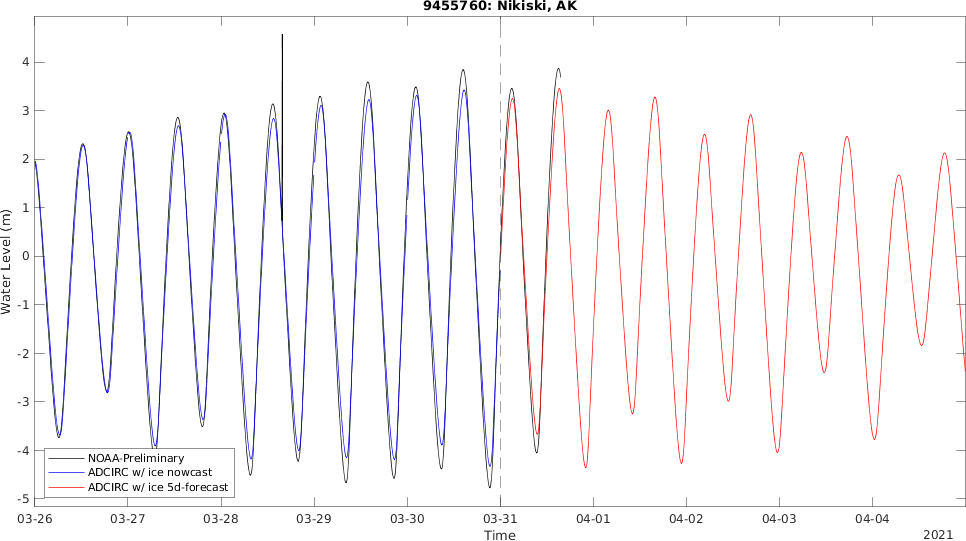 9455760: Nikiski, AK
Water Level (m)
4
3
2
1
0
-1
-2
-3
-4
-5
NOAA-Preliminary
ADCIRC w/ ice nowcast
ADCIRC w/ ice 5d-forecast
03-26 03-27 03-28 03-29 03-30 03-31 04-01 04-02 04-03 04-04
Time
2021